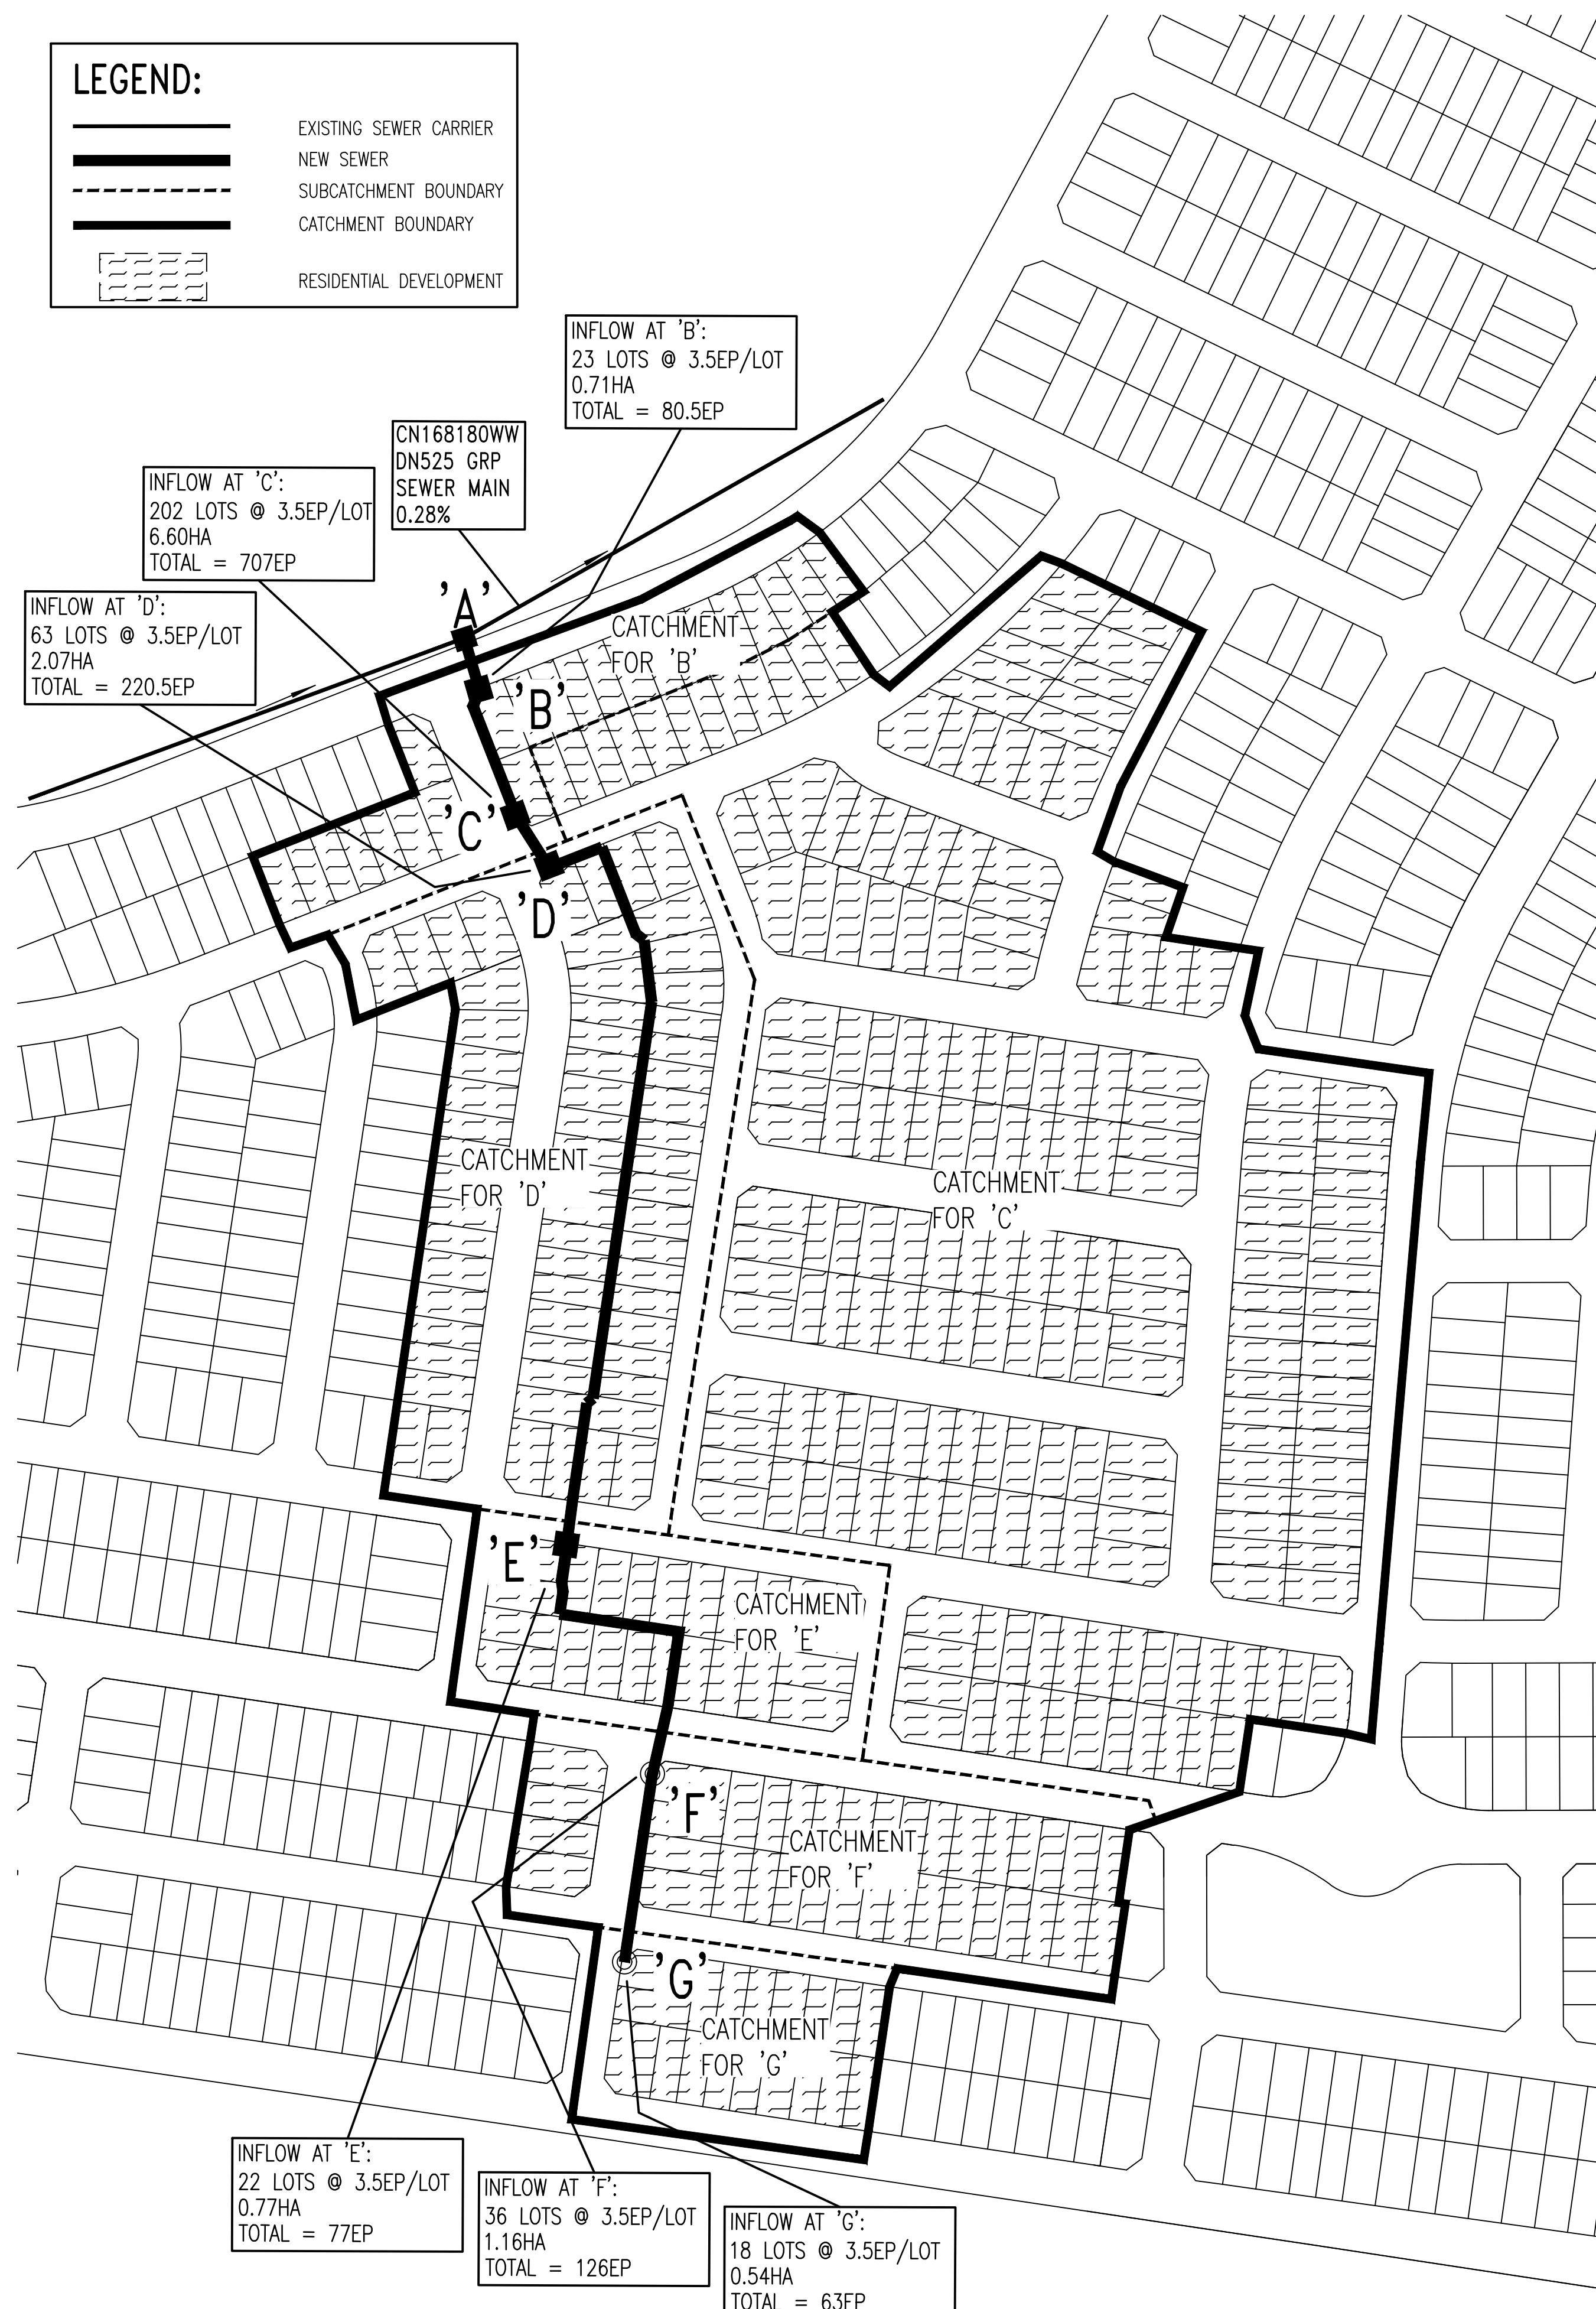 LEGEND:
EXISTING SEWER CARRIER
NEW SEWER
SUBCATCHMENT BOUNDARY
CATCHMENT BOUNDARY
RESIDENTIAL DEVELOPMENT
INFLOW AT 'B':
23 LOTS @ 3.5EP/LOT
0.71HA
TOTAL = 80.5EP
CN168180WW
DN525 GRP
SEWER MAIN
0.28%
INFLOW AT 'C':
202 LOTS @ 3.5EP/LOT
6.60HA
TOTAL = 707EP
INFLOW AT 'D':
63 LOTS @ 3.5EP/LOT
2.07HA
TOTAL = 220.5EP
'A'
CATCHMENT
FOR 'B'
'B'
'C'
'D'
CATCHMENT
FOR 'D'
CATCHMENT
FOR 'C'
'E'
CATCHMENT
FOR 'E'
'F'
CATCHMENT
FOR 'F'
'G'
CATCHMENT
FOR 'G'
INFLOW AT 'E':
22 LOTS @ 3.5EP/LOT
0.77HA
TOTAL = 77EP
INFLOW AT 'F':
36 LOTS @ 3.5EP/LOT
1.16HA
TOTAL = 126EP
INFLOW AT 'G':
18 LOTS @ 3.5EP/LOT
0.54HA
TOTAL = 63EP